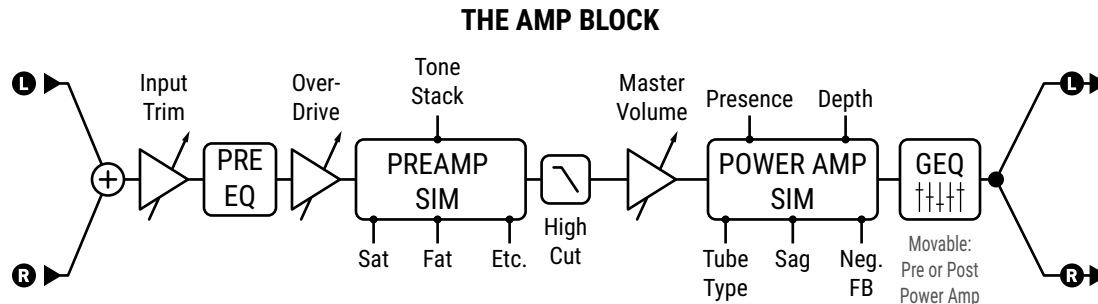 THE AMP BLOCK
L
R
Input
Trim
PRE
EQ
Over-
Drive
Tone
Stack
PREAMP
SIM
Sat
Fat
Etc.
High
Cut
Master
Volume
Presence
Depth
POWER AMP
SIM
Tube
Type
Sag
Neg.
FB
GEQ
Movable:
Pre or Post
Power Amp
L
R